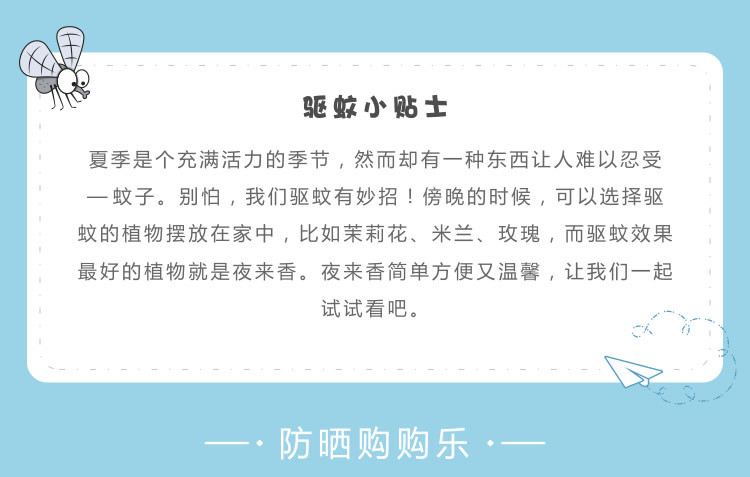 驱蚊小贴士
夏季是个充满活力的季节，然而却有一种东西让人难以忍受
—蚊子。别怕，我们驱蚊有妙招！傍晚的时候，可以选择驱
蚊的植物摆放在家中，比如茉莉花、米兰、玫瑰，而驱蚊效果
最好的植物就是夜来香。夜来香简单方便又温馨，让我们一起
试试看吧。
防晒购购乐